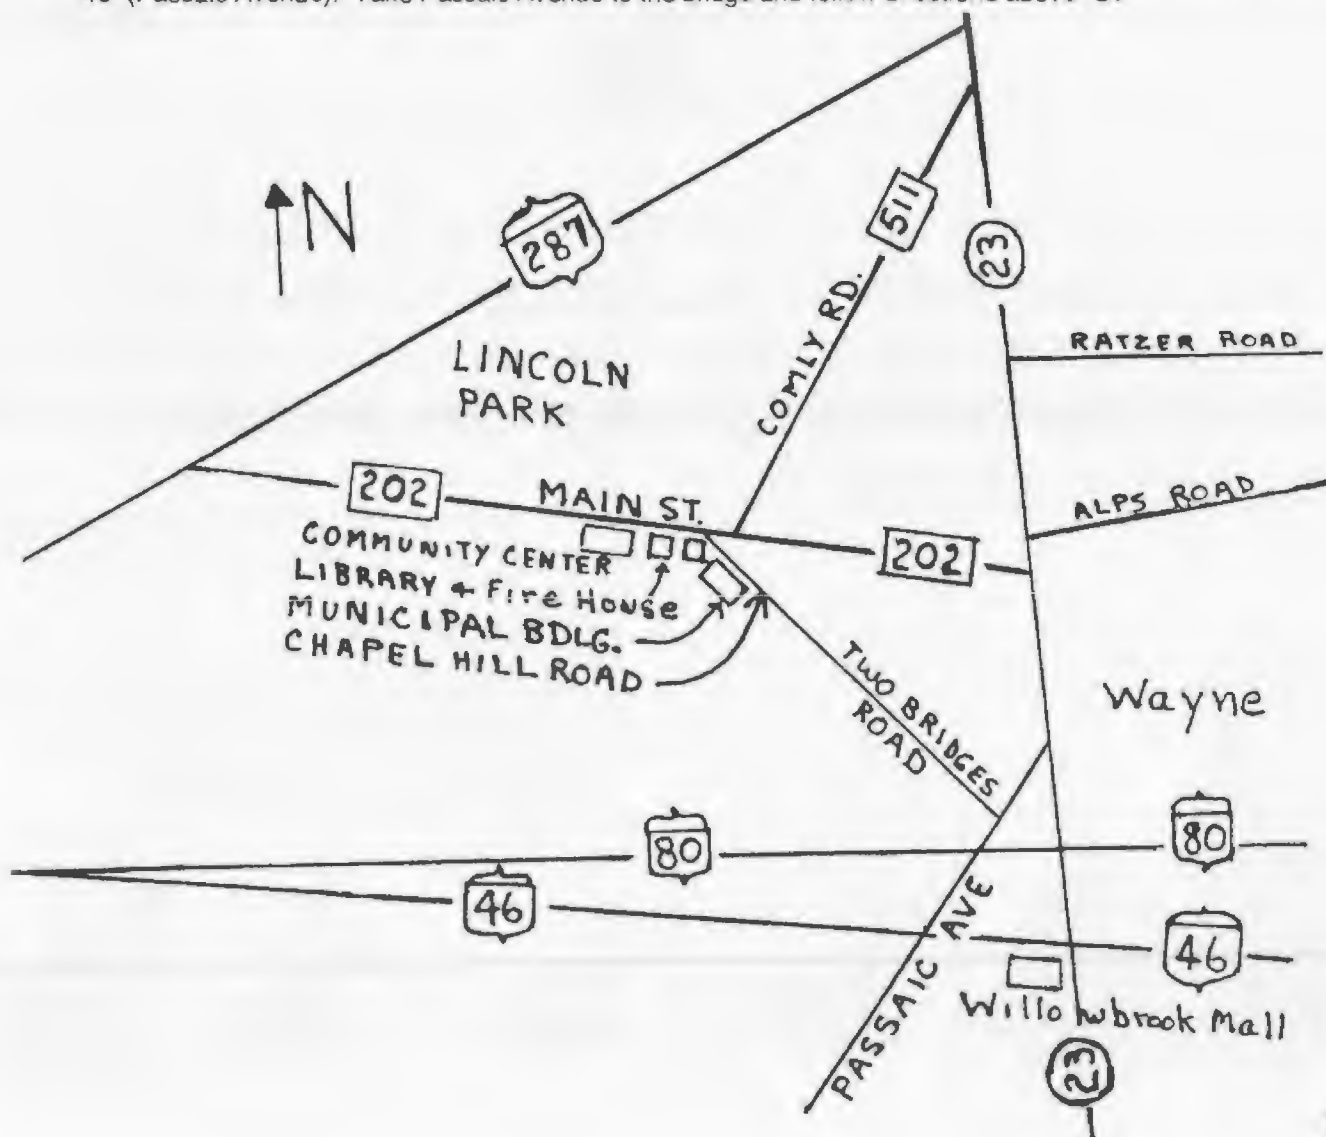 N
287
511
23
COMLY RD.
RATZER ROAD
LINCOLN
PARK
202
MAIN ST.
ALPS ROAD
202
COMMUNITY CENTER
LIBRARY + Fire House
MUNICIPAL BDLG.
CHAPEL HILL ROAD
TWO BRIDGES
ROAD
Wayne
80
80
46
46
PASSAIC AVE
Willowbrook Mall
23